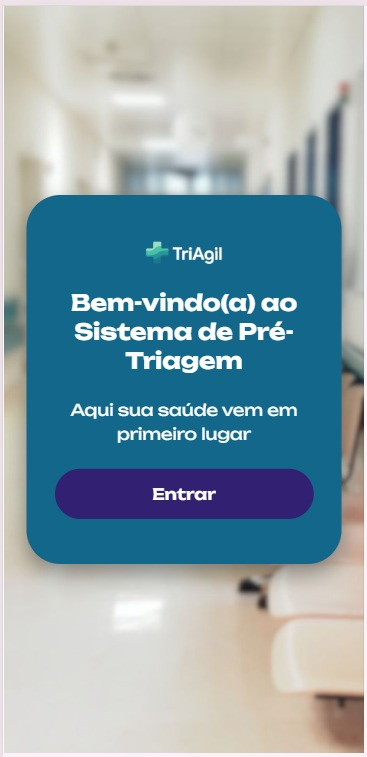 TriAgil
Bem-vindo(a) ao
Sistema de Pré-
Triagem
Aqui sua saúde vem em
primeiro lugar
Entrar